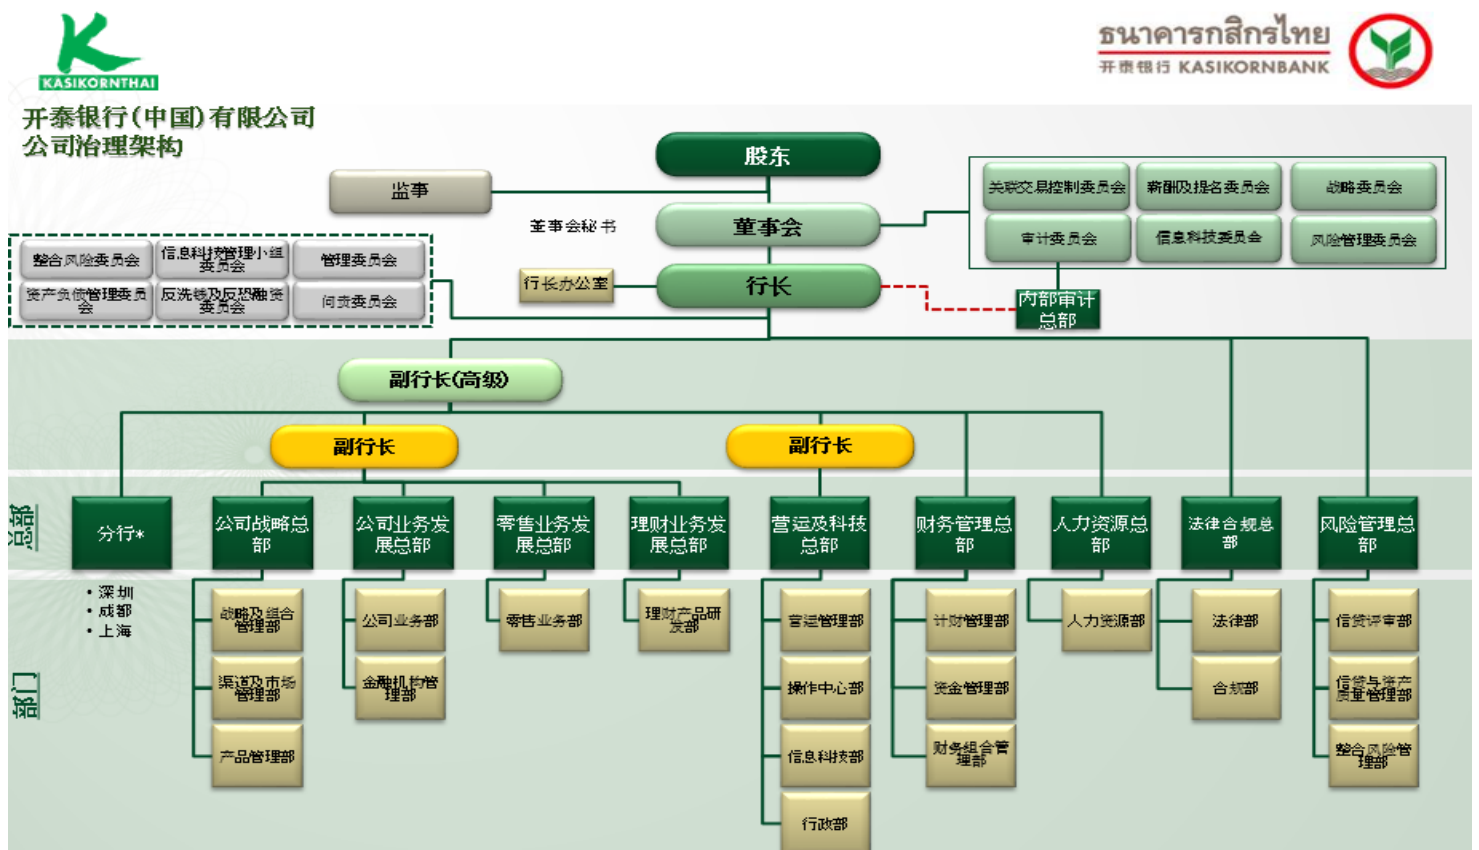 KASIKORNTHAI
ธนาคารกสิกรไทย
开泰银行 KASIKORNBANK
开泰银行(中国)有限公司
公司治理架构
股东
监事
董事会
董事会秘书
关联交易控制委员会
薪酬及提名委员会
战略委员会
审计委员会
信息科技委员会
风险管理委员会
整合风险委员会
信息科技管理小组
委员会
管理委员会
资产负债管理委员
会
反洗钱及反恐融资
委员会
问责委员会
行长办公室
行长
内部审计
总部
副行长(高级)
副行长
副行长
总部
分行*
公司战略总
部
公司业务发
展总部
零售业务发
展总部
理财业务发
展总部
营运及科技
总部
财务管理总
部
人力资源总
部
法律合规总
部
风险管理总
部
• 深圳
• 成都
• 上海
部门
战略及组合
管理部
渠道及市场
管理部
产品管理部
公司业务部
金融机构管
理部
零售业务部
理财产品研
发部
营运管理部
操作中心部
信息科技部
行政部
计财管理部
资金管理部
财务组合管
理部
人力资源部
法律部
合规部
信贷评审部
信贷与资产
质量管理部
整合风险管
理部